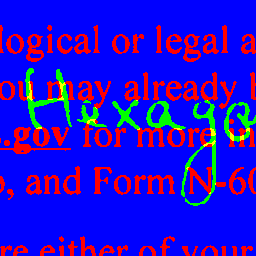 logical or legal a
ou may already
Hexago
s.gov for more in
o, and Form N-60
re either of your